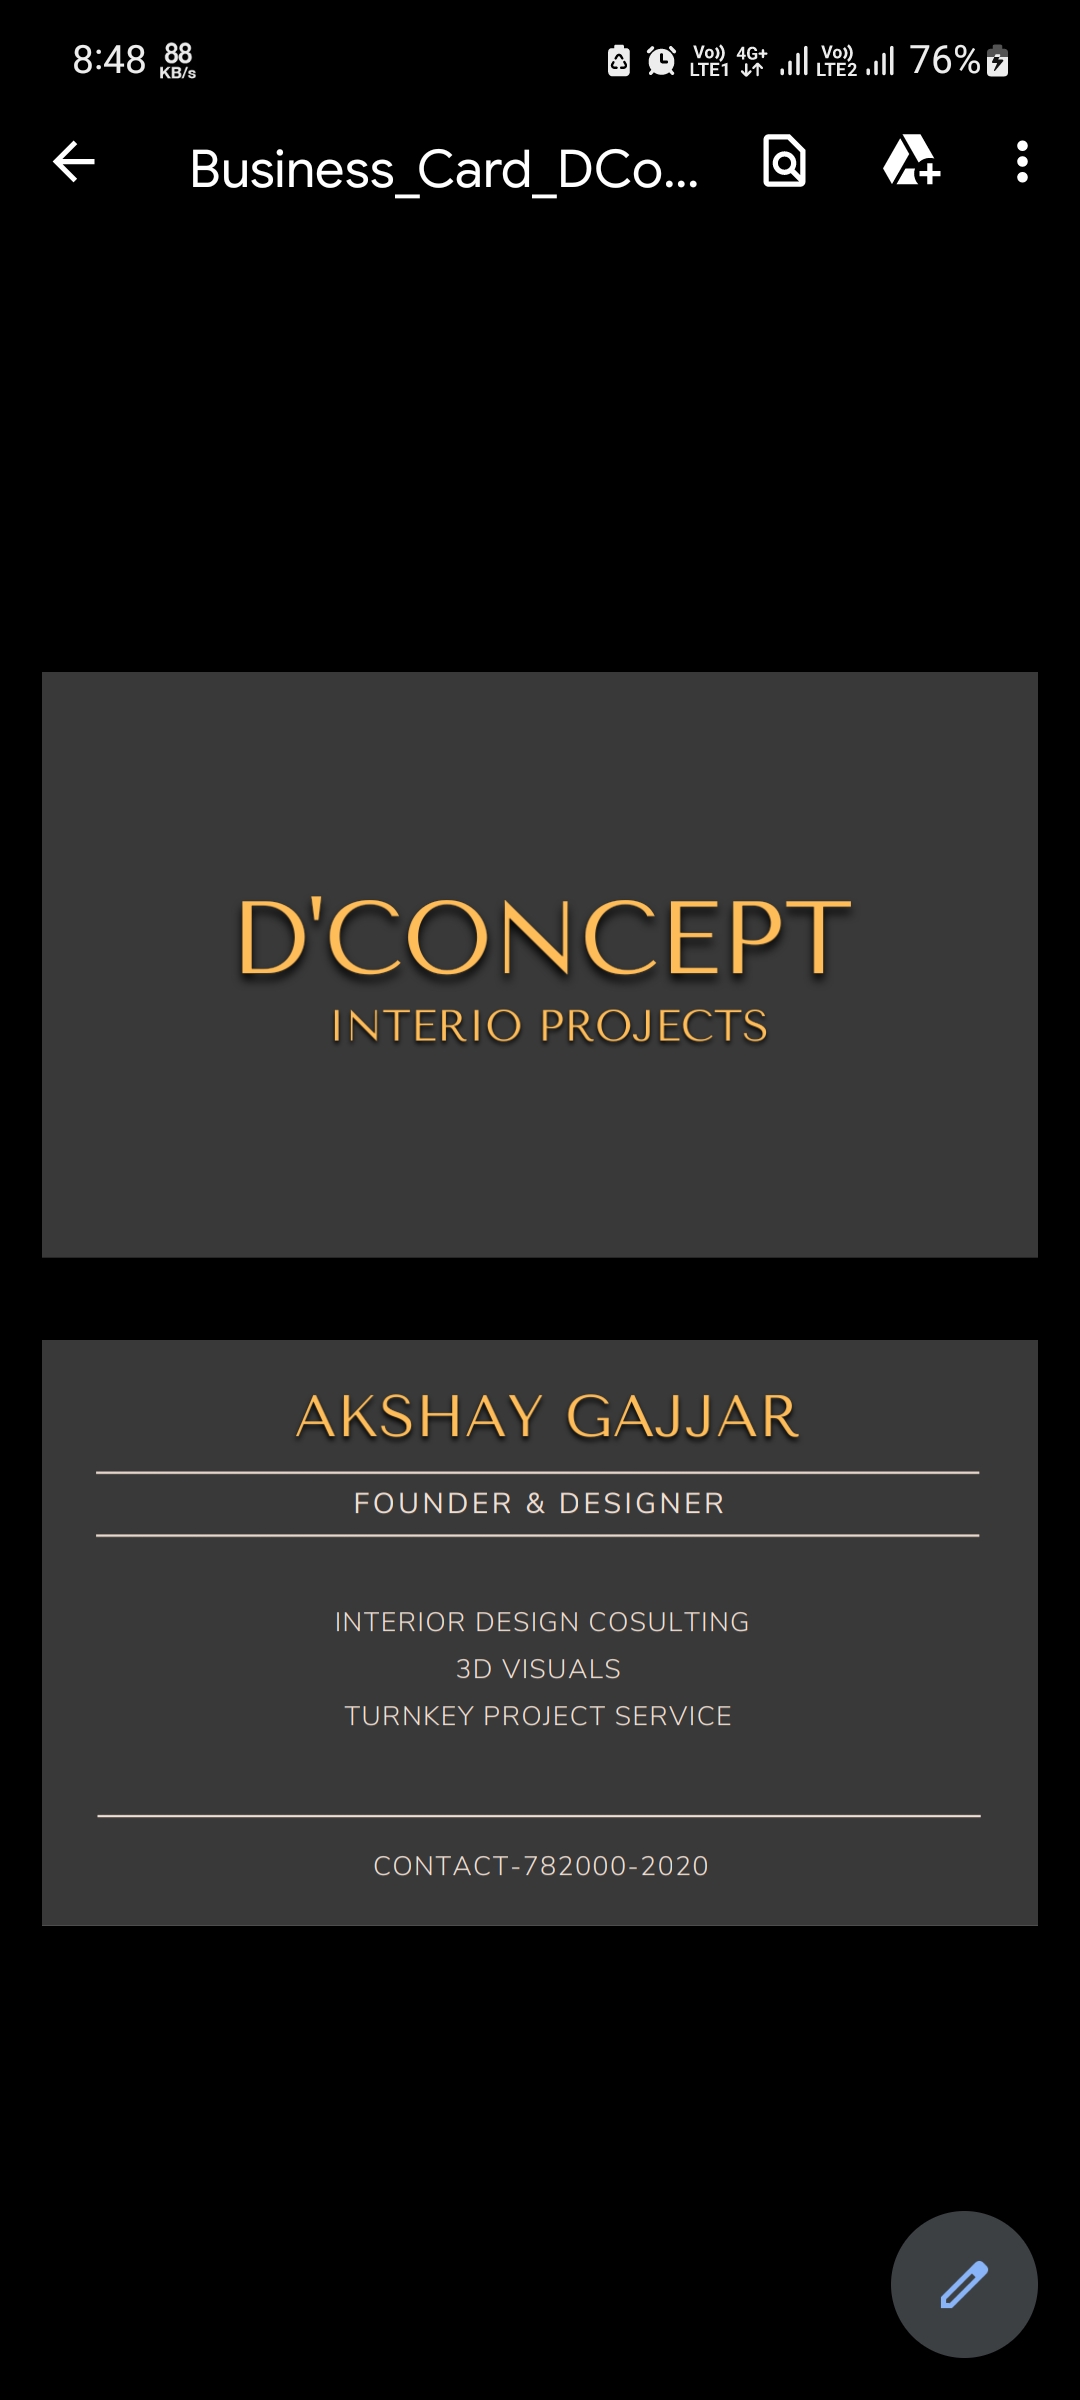 8:48 88 KB/s Vo)) LTE1 4G+ Vo)) LTE2 76%
Business_Card_DCo...
D'CONCEPT
INTERIO PROJECTS
AKSHAY GAJJAR
FOUNDER & DESIGNER
INTERIOR DESIGN COSULTING
3D VISUALS
TURNKEY PROJECT SERVICE
CONTACT-782000-2020